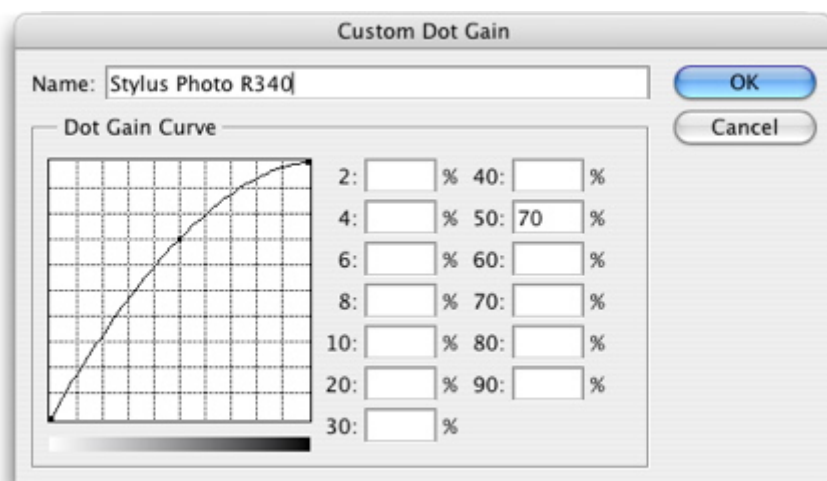 Custom Dot Gain
Name: Stylus Photo R340
OK
Dot Gain Curve
Cancel
2: % 40: %
4: % 50: 70 %
6: % 60: %
8: % 70: %
10: % 80: %
20: % 90: %
30: %